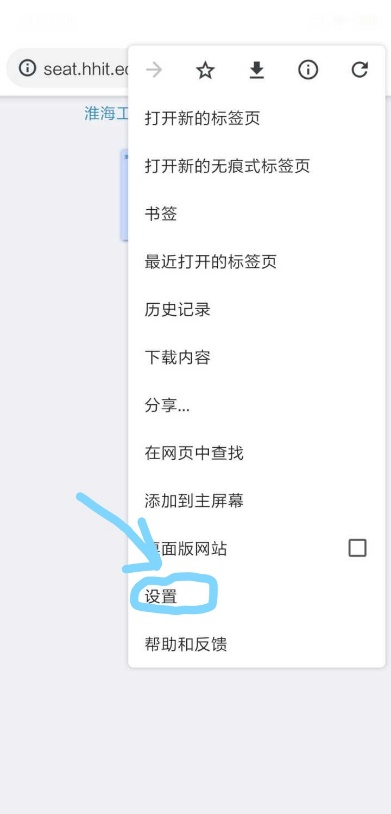 seat.hhit.ed
淮海工
打开新的标签页
打开新的无痕式标签页
书签
最近打开的标签页
历史记录
下载内容
分享...
在网页中查找
添加到主屏幕
桌面版网站
设置
帮助和反馈